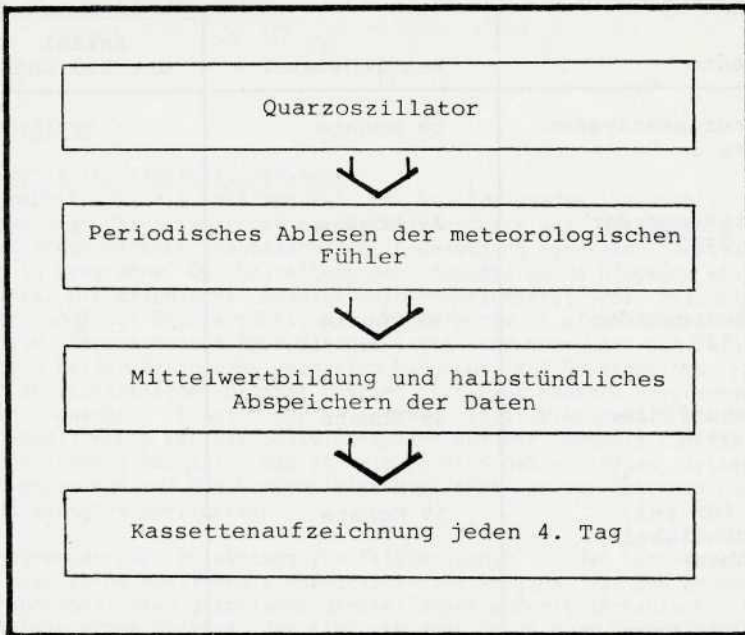 Quarzoszillator
Periodisches Ablesen der meteorologischen
Fühler
Mittelwertbildung und halbstündliches
Abspeichern der Daten
Kassettenaufzeichnung jeden 4. Tag